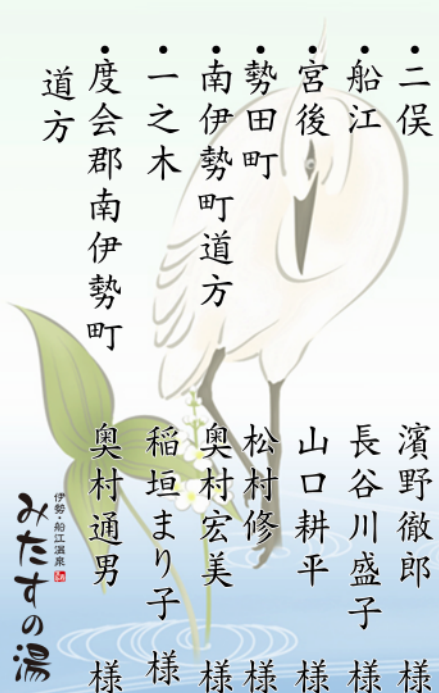 ・二俣 濱野徹郎 様
・船江 長谷川盛子 様
・宮後 山口耕平 様
・勢田町 松村修 様
・南伊勢町道方 奥村宏美 様
・一之木 稲垣まり子 様
・度会郡南伊勢町 奥村通男 様
道方
伊勢・船江温泉
みたすの湯